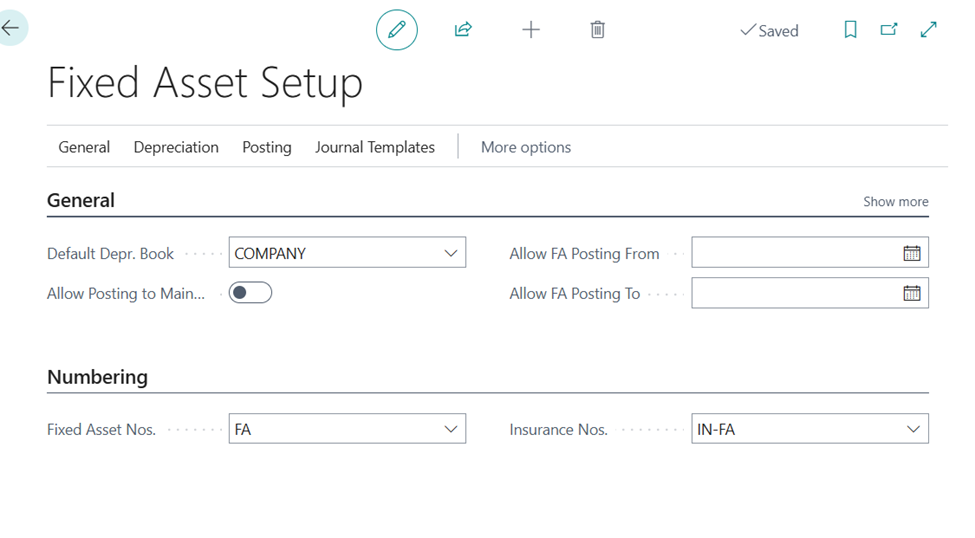 Saved
Fixed Asset Setup
General Depreciation Posting Journal Templates More options
General Show more
Default Depr. Book COMPANY Allow FA Posting From
Allow Posting to Main... Allow FA Posting To
Numbering
Fixed Asset Nos. FA Insurance Nos. IN-FA